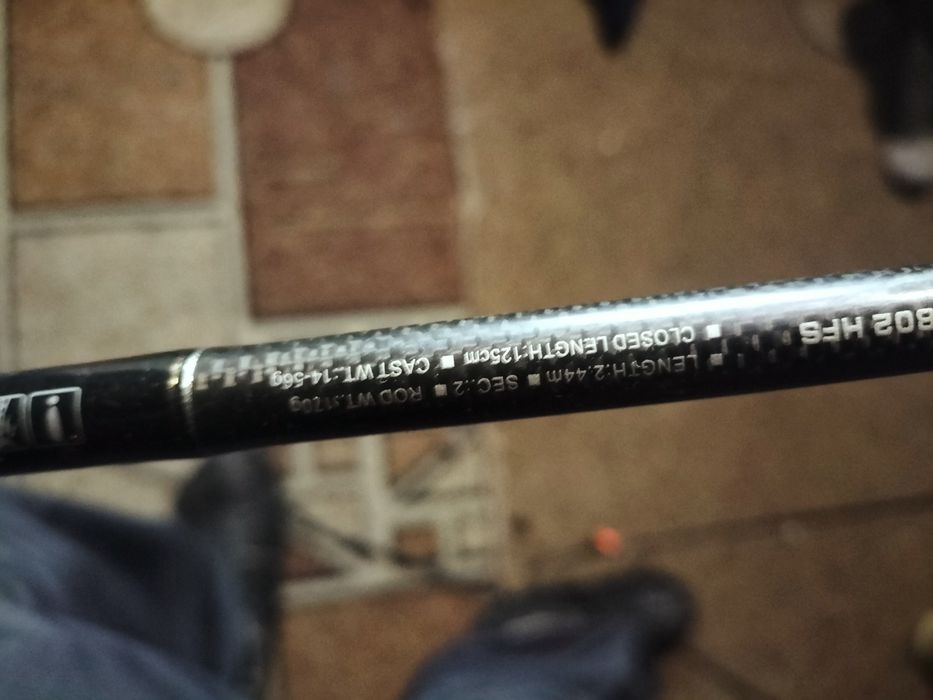 802 HFS
■ LENGTH:2.44m ■ SEC.:2 ■ ROD WT.:170g
■ CLOSED LENGTH:125cm ■ CAST WT.:14-56g